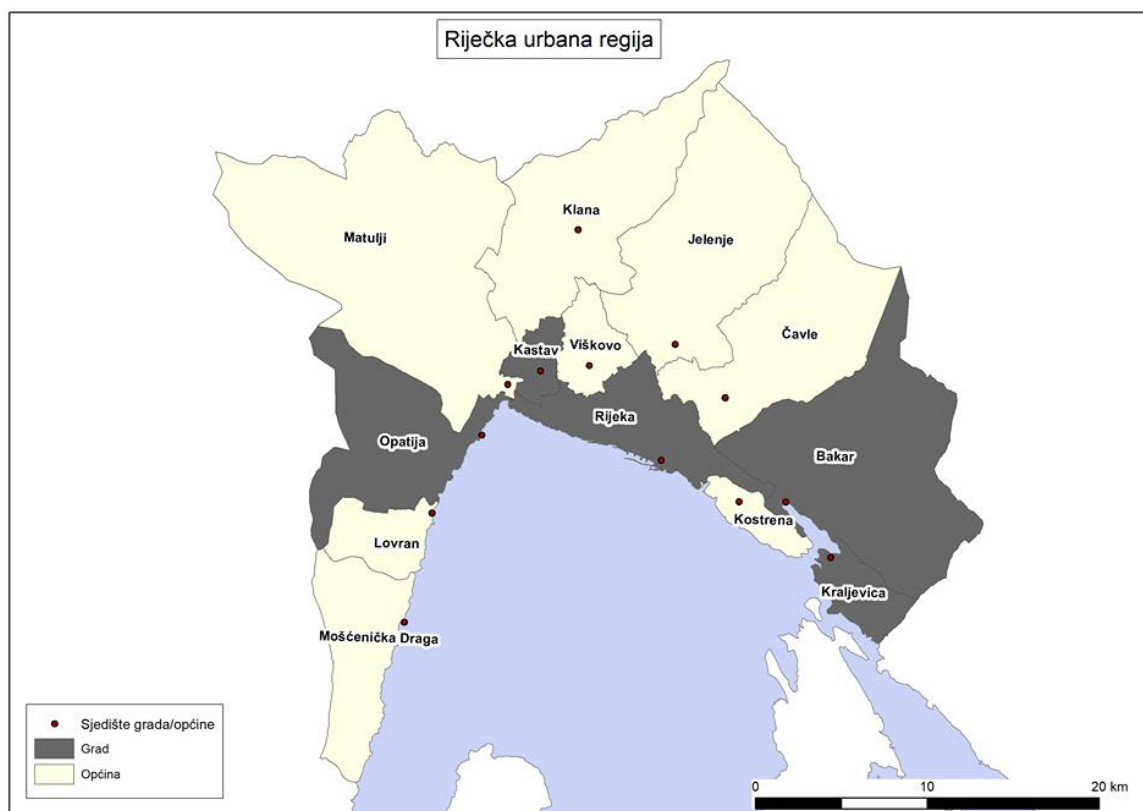 Riječka urbana regija
Klana
Matulji
Jelenje
Čavle
Kastav
Viškovo
Rijeka
Opatija
Bakar
Kostrena
Lovran
Kraljevica
Mošćenička Draga
Sjedište grada/općine
Grad
Općina
0 10 20 km